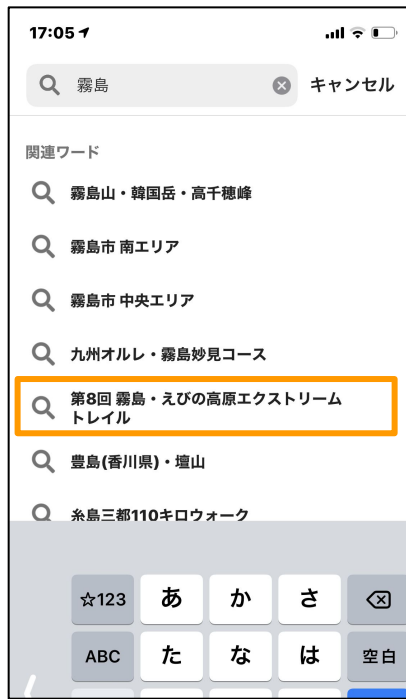 17:05
霧島
キャンセル
関連ワード
霧島山・韓国岳・高千穂峰
霧島市 南エリア
霧島市 中央エリア
九州オルレ・霧島妙見コース
第8回 霧島・えびの高原エクストリーム
トレイル
豊島(香川県)・壇山
糸島三都110キロウォーク
☆123 あ か さ
ABC た な は 空白